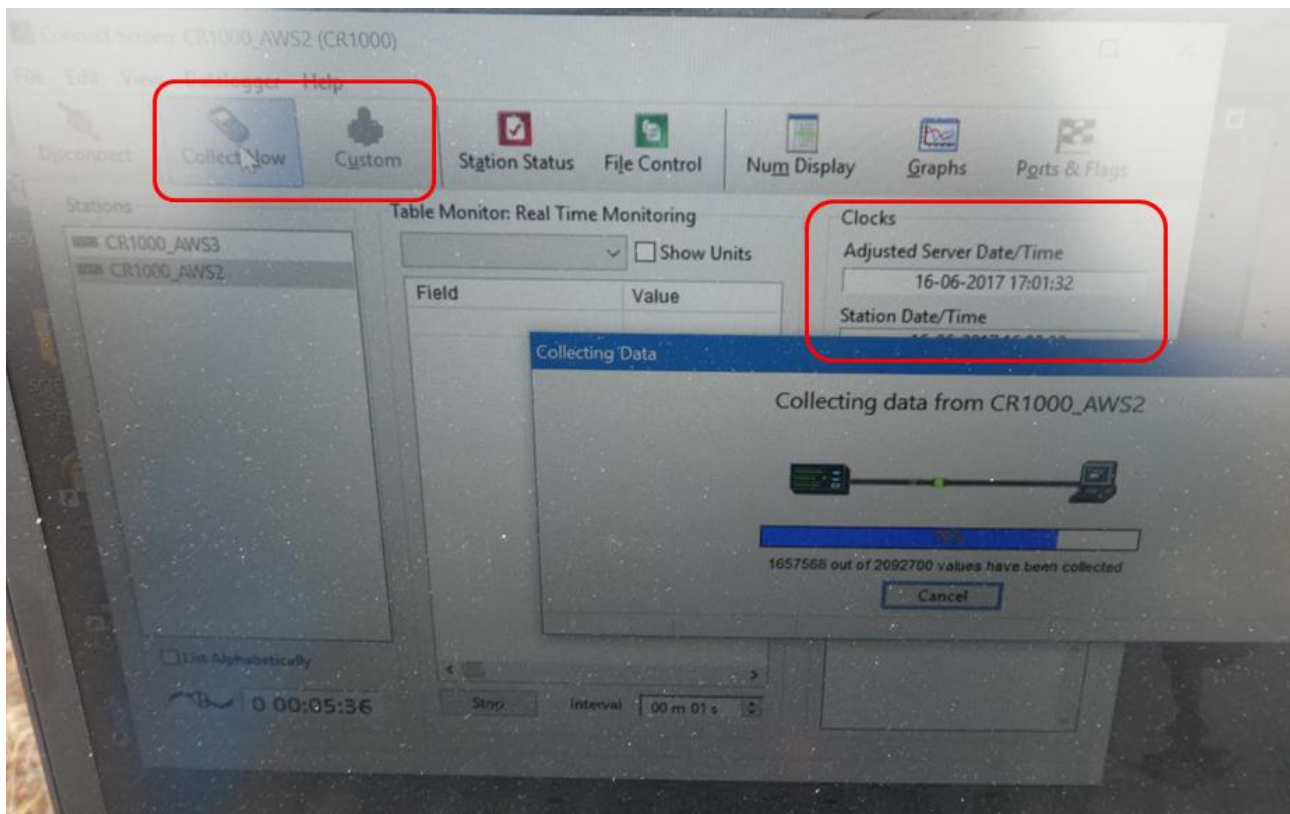 Connect Screen: CR1000_AWS2 (CR1000)
File Edit View Datalogger Help
Disconnect Collect Now Custom Station Status File Control Num Display Graphs Ports & Flags
Stations
CR1000_AWS3
CR1000_AWS2
Table Monitor: Real Time Monitoring
Show Units
Field Value
Clocks
Adjusted Server Date/Time
16-06-2017 17:01:32
Station Date/Time
Collecting Data
Collecting data from CR1000_AWS2
1657566 out of 2092700 values have been collected
Cancel
List Alphabetically
0 00:05:36
Stop Interval 00 m 01 s